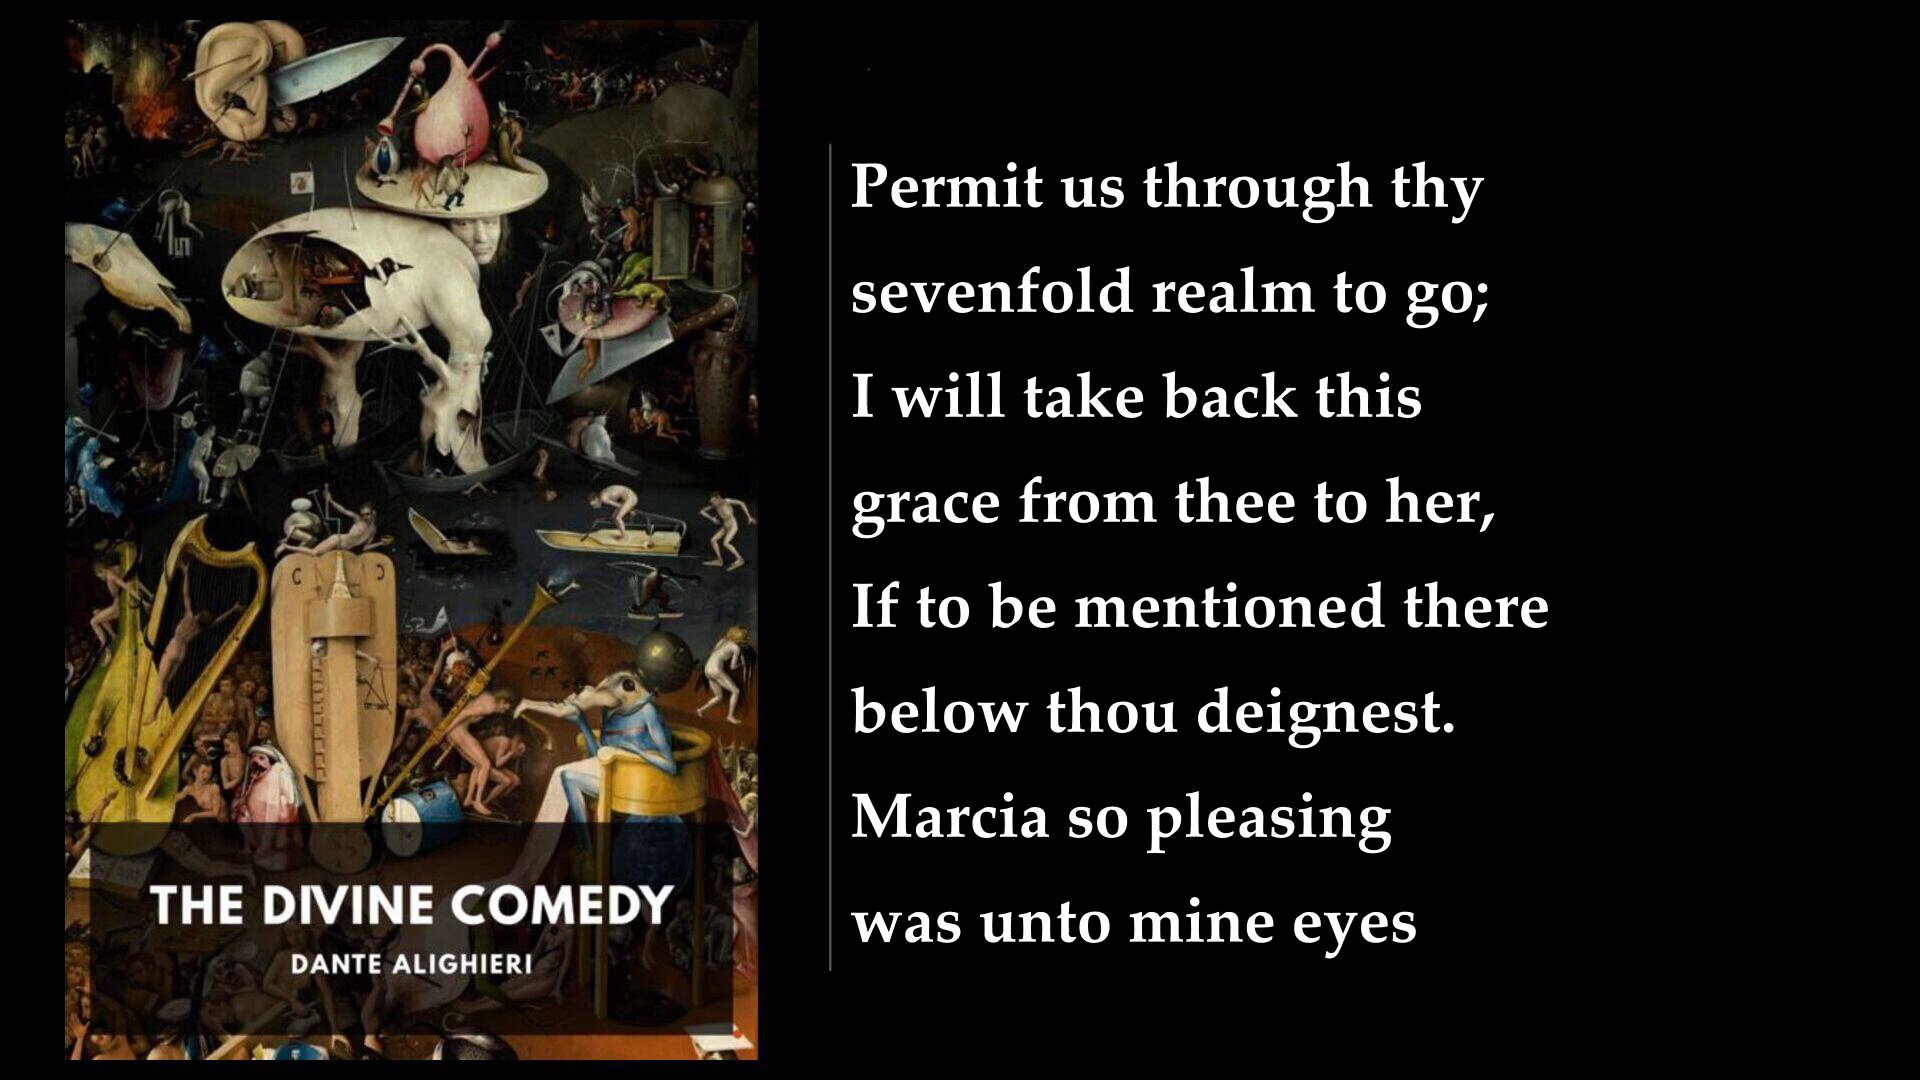 THE DIVINE COMEDY
DANTE ALIGHIERI
Permit us through thy
sevenfold realm to go;
I will take back this
grace from thee to her,
If to be mentioned there
below thou deignest.
Marcia so pleasing
was unto mine eyes